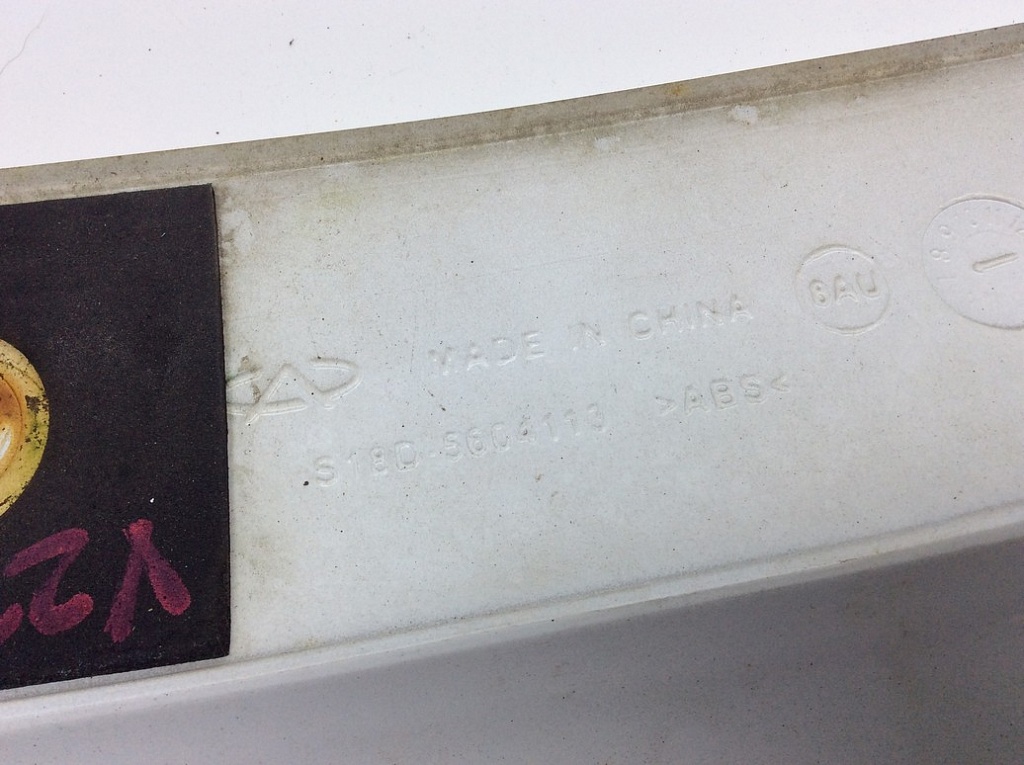 MADE IN CHINA
8AU
S18D-5604113 >ABS<